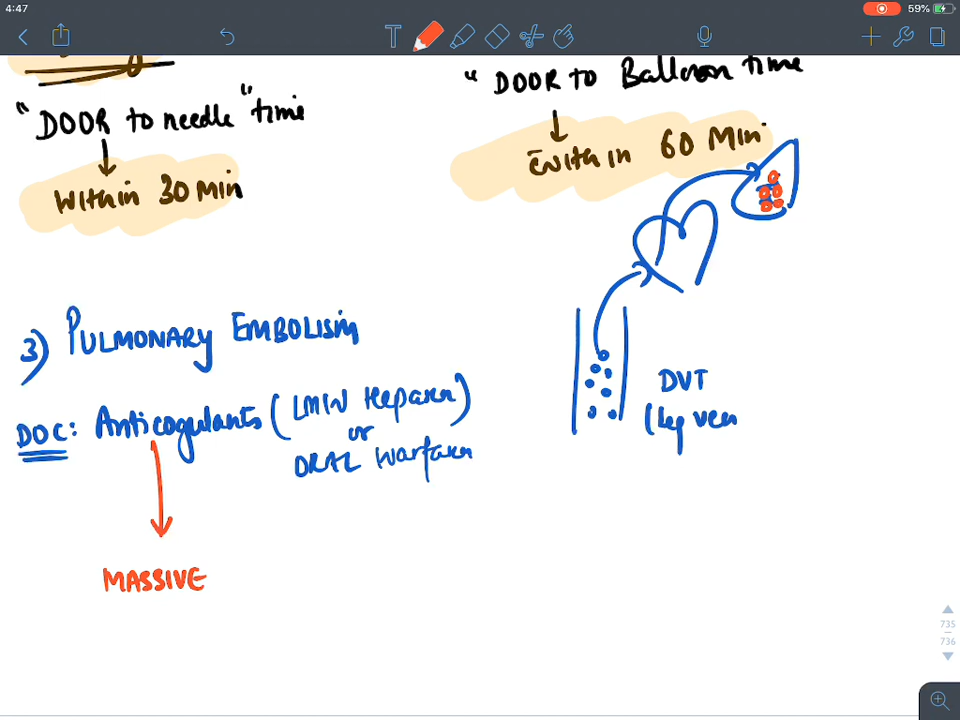 4:47
59%
"DOOR to needle" time
Within 30 Min
"DOOR to Balloon time
Within 60 Min
3) PULMONARY EMBOLISM
DOC: Anticogulants (LMW Heparin)
or
ORAL Warfarin
DVT
(leg vein
MASSIVE
735
736